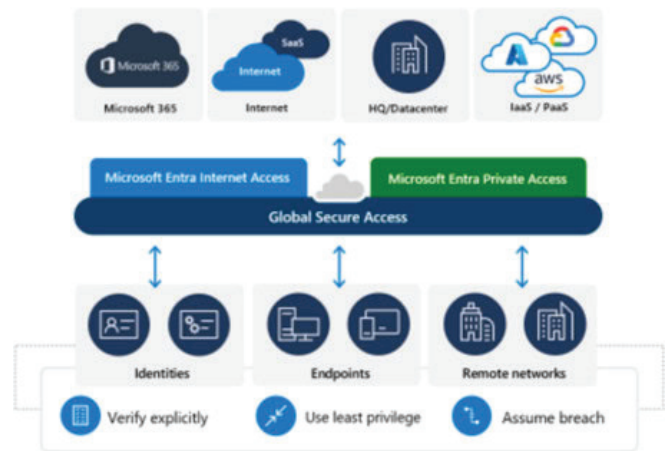 Microsoft 365
SaaS
Internet
aws
Microsoft 365
Internet
HQ/Datacenter
IaaS / PaaS
Microsoft Entra Internet Access
Microsoft Entra Private Access
Global Secure Access
Identities
Endpoints
Remote networks
Verify explicitly
Use least privilege
Assume breach